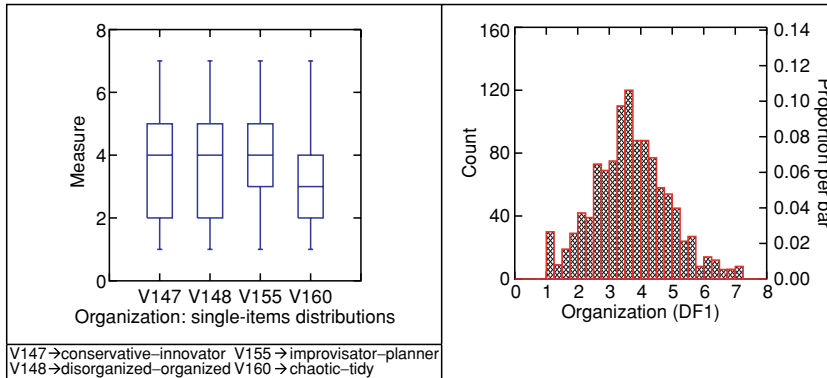 8
6
4
2
0
Measure
V147 V148 V155 V160
Organization: single-items distributions
V147→conservative–innovator V155→improvisator–planner
V148→disorganized–organized V160→chaotic–tidy
160
120
80
40
0
Count
0.14
0.12
0.10
0.08
0.06
0.04
0.02
0.00
Proportion per bar
0 1 2 3 4 5 6 7 8
Organization (DF1)